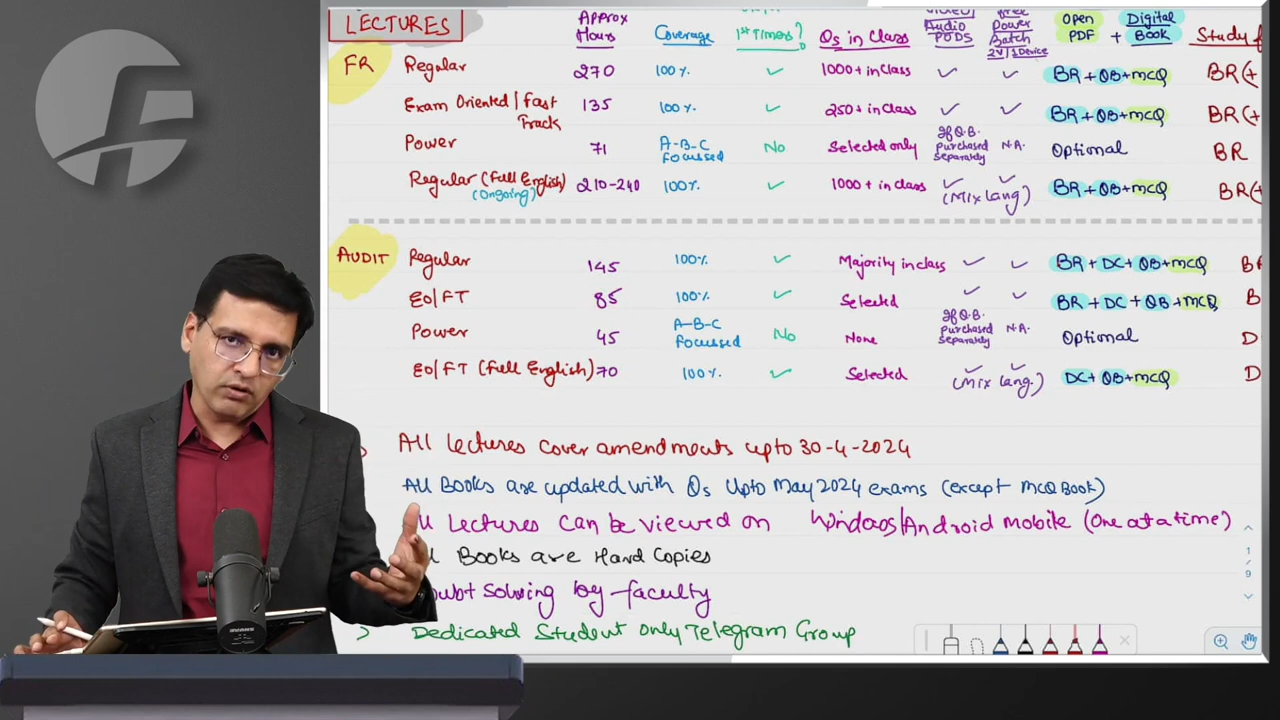 LECTURES
Approx Hours
Coverage
1st Timers?
Qs in Class
Audio PODS
Free Power Batch 2V/1Device
Open PDF + Digital Book
Study
FR Regular 270 100% ✓ 1000+ in class ✓ ✓ BR+QB+MCQ BR(+
Exam Oriented/Fast Track 135 100% ✓ 250+ in class ✓ ✓ BR+QB+MCQ BR(+
Power 71 A-B-C Focussed No Selected only If Q.B. Purchased Separately N.A. Optional BR
Regular (Full English) (Ongoing) 210-240 100% ✓ 1000+ in class ✓ ✓ (Mix lang) BR+QB+MCQ BR(+
AUDIT Regular 145 100% ✓ Majority in class ✓ ✓ BR+DC+QB+MCQ
EO/FT 85 100% ✓ Selected ✓ ✓ BR+DC+QB+MCQ
Power 45 A-B-C Focussed No None If Q.B. Purchased Separately N.A. Optional D
EO/FT (Full English) 70 100% ✓ Selected ✓ ✓ (Mix lang.) DC+QB+MCQ D
All lectures cover amendments upto 30-4-2024
All Books are updated with Qs Upto May 2024 exams (except MCQ Book)
Lectures can be viewed on Windows/Android Mobile (One at a time)
Books are Hard Copies
Doubt Solving by faculty
> Dedicated Student only Telegram Group
1
/
9